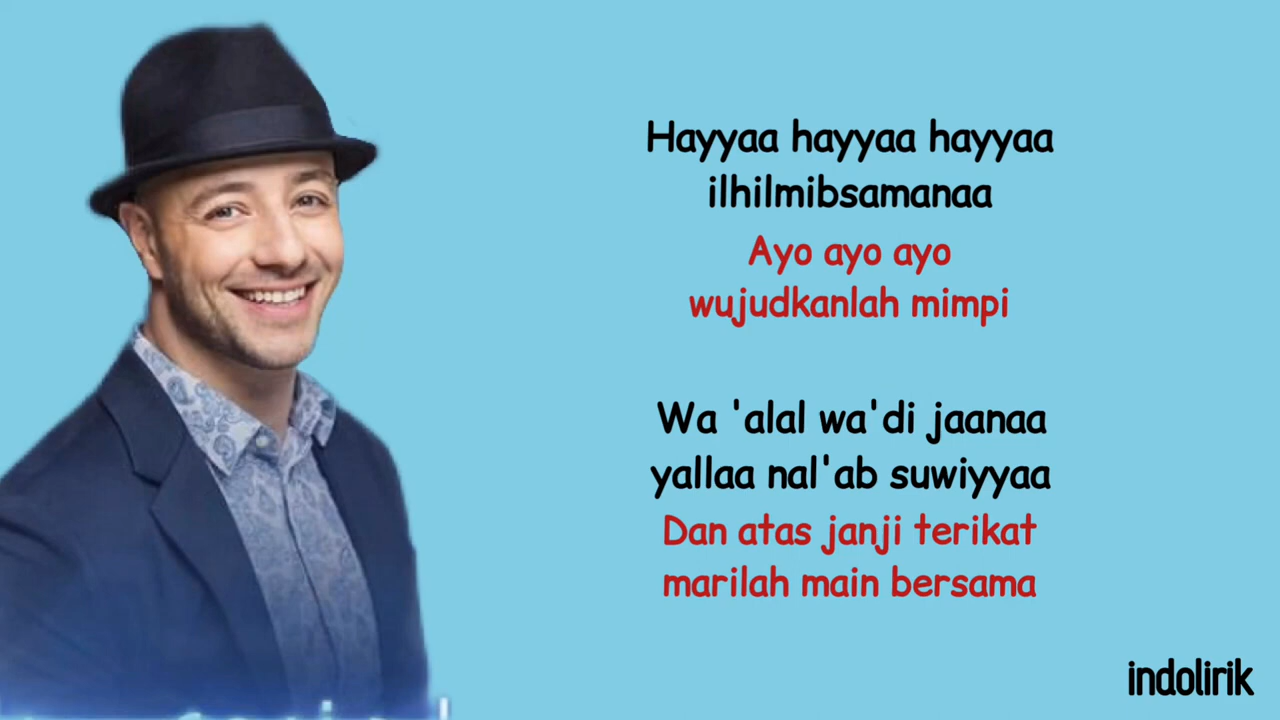 Hayyaa hayyaa hayyaa
ilhilmibsamanaa
Ayo ayo ayo
wujudkanlah mimpi
Wa 'alal wa'di jaanaa
yallaa nal'ab suwiyyaa
Dan atas janji terikat
marilah main bersama
indolirik